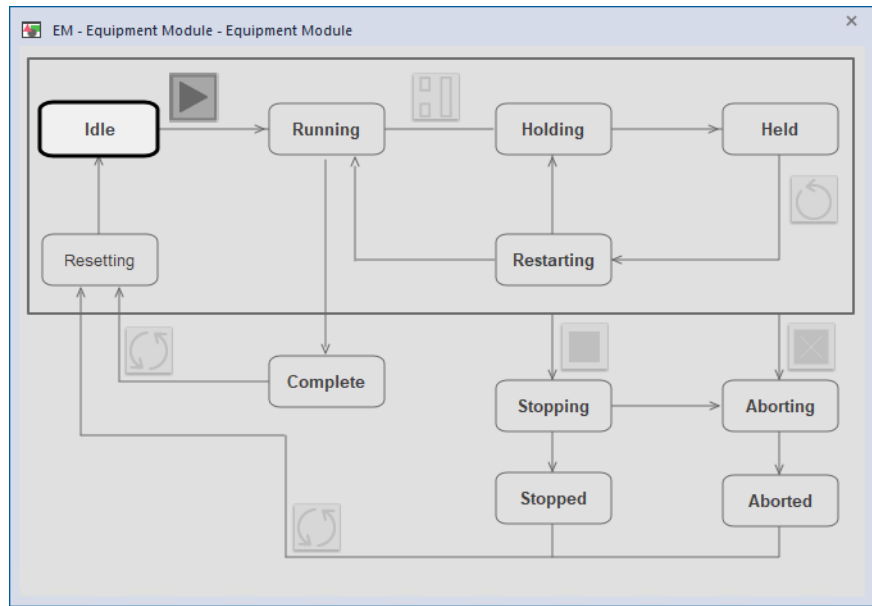 EM - Equipment Module - Equipment Module
Idle
Running
Holding
Held
Resetting
Restarting
Complete
Stopping
Aborting
Stopped
Aborted